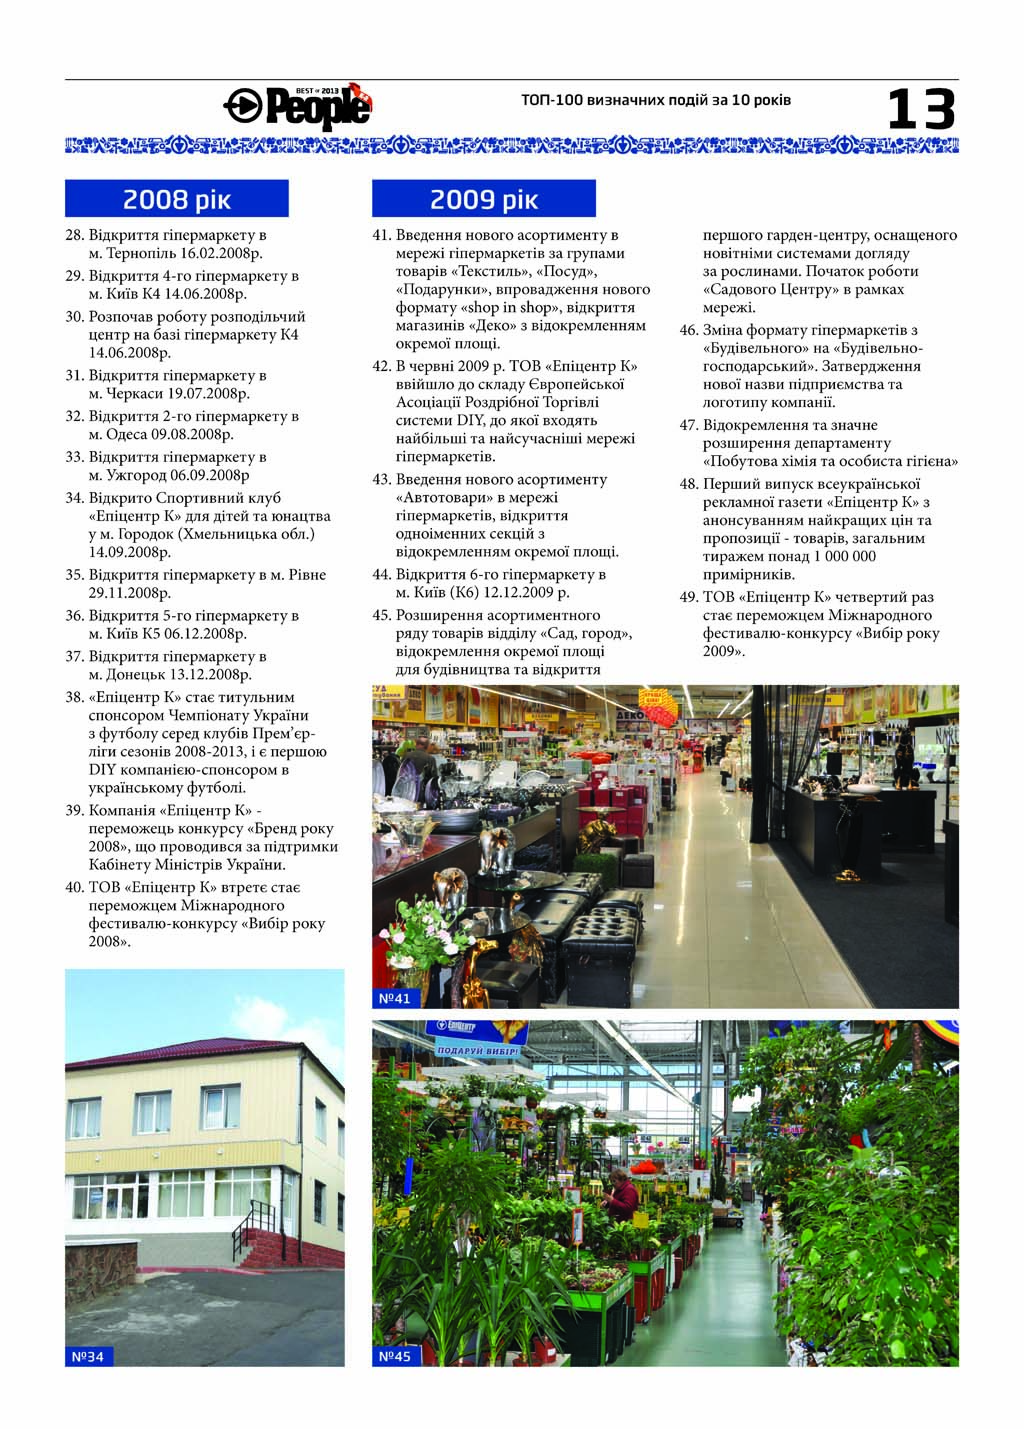 BEST of 2013
People
ТОП-100 визначних подій за 10 років
13
2008 рік
28. Відкриття гіпермаркету в
м. Тернопіль 16.02.2008р.
29. Відкриття 4-го гіпермаркету в
м. Київ К4 14.06.2008р.
30. Розпочав роботу розподільчий
центр на базі гіпермаркету К4
14.06.2008р.
31. Відкриття гіпермаркету в
м. Черкаси 19.07.2008р.
32. Відкриття 2-го гіпермаркету в
м. Одеса 09.08.2008р.
33. Відкриття гіпермаркету в
м. Ужгород 06.09.2008р
34. Відкрито Спортивний клуб
«Епіцентр К» для дітей та юнацтва
у м. Городок (Хмельницька обл.)
14.09.2008р.
35. Відкриття гіпермаркету в м. Рівне
29.11.2008р.
36. Відкриття 5-го гіпермаркету в
м. Київ К5 06.12.2008р.
37. Відкриття гіпермаркету в
м. Донецьк 13.12.2008р.
38. «Епіцентр К» стає титульним
спонсором Чемпіонату України
з футболу серед клубів Прем’єр-
ліги сезонів 2008-2013, і є першою
DIY компанією-спонсором в
українському футболі.
39. Компанія «Епіцентр К» -
переможець конкурсу «Бренд року
2008», що проводився за підтримки
Кабінету Міністрів України.
40. ТОВ «Епіцентр К» втретє стає
переможцем Міжнародного
фестивалю-конкурсу «Вибір року
2008».
№34
2009 рік
41. Введення нового асортименту в
мережі гіпермаркетів за групами
товарів «Текстиль», «Посуд»,
«Подарунки», впровадження нового
формату «shop in shop», відкриття
магазинів «Деко» з відокремленням
окремої площі.
42. В червні 2009 р. ТОВ «Епіцентр К»
ввійшло до складу Європейської
Асоціації Роздрібної Торгівлі
системи DIY, до якої входять
найбільші та найсучасніші мережі
гіпермаркетів.
43. Введення нового асортименту
«Автотовари» в мережі
гіпермаркетів, відкриття
одноіменних секцій з
відокремленням окремої площі.
44. Відкриття 6-го гіпермаркету в
м. Київ (К6) 12.12.2009 р.
45. Розширення асортиментного
ряду товарів відділу «Сад, город»,
відокремлення окремої площі
для будівництва та відкриття
першого гарден-центру, оснащеного
новітніми системами догляду
за рослинами. Початок роботи
«Садового Центру» в рамках
мережі.
46. Зміна формату гіпермаркетів з
«Будівельного» на «Будівельно-
господарський». Затвердження
нової назви підприємства та
логотипу компанії.
47. Відокремлення та значне
розширення департаменту
«Побутова хімія та особиста гігієна»
48. Перший випуск всеукраїнської
рекламної газети «Епіцентр К» з
анонсуванням найкращих цін та
пропозиції - товарів, загальним
тиражем понад 1 000 000
примірників.
49. ТОВ «Епіцентр К» четвертий раз
стає переможцем Міжнародного
фестивалю-конкурсу «Вибір року
2009».
ДЕКО
№41
ЕПІЦЕНТР
ПОДАРУЙ ВИБІР!
№45